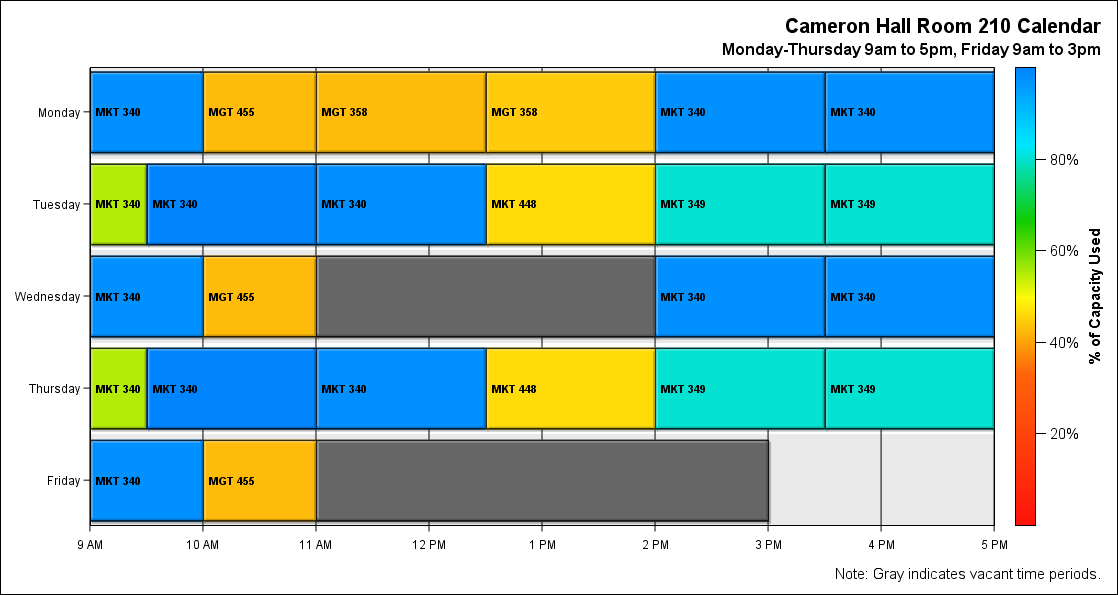 Cameron Hall Room 210 Calendar
Monday-Thursday 9am to 5pm, Friday 9am to 3pm
Monday
MKT 340
MGT 455
MGT 358
MGT 358
MKT 340
MKT 340
Tuesday
MKT 340
MKT 340
MKT 340
MKT 448
MKT 349
MKT 349
Wednesday
MKT 340
MGT 455
MKT 340
MKT 340
Thursday
MKT 340
MKT 340
MKT 340
MKT 448
MKT 349
MKT 349
Friday
MKT 340
MGT 455
9 AM
10 AM
11 AM
12 PM
1 PM
2 PM
3 PM
4 PM
5 PM
80%
60%
40%
20%
% of Capacity Used
Note: Gray indicates vacant time periods.